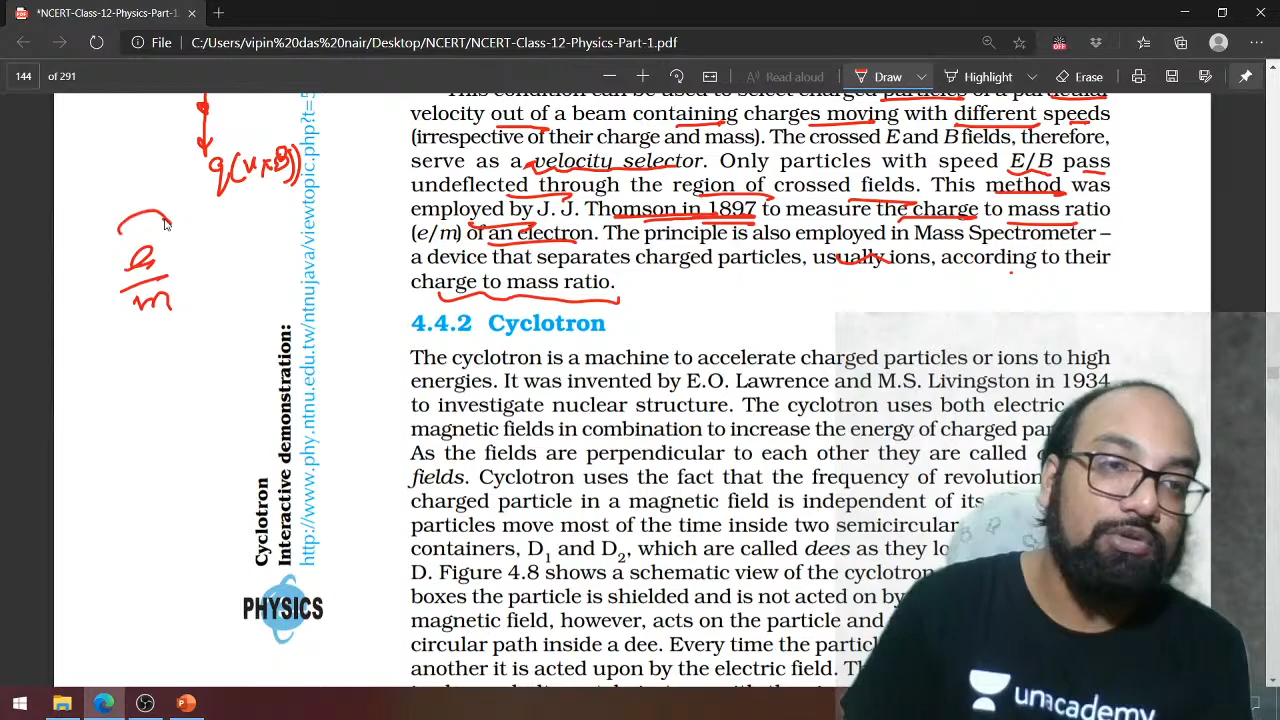 *NCERT-Class-12-Physics-Part-1.
File
C:/Users/vipin%20das%20nair/Desktop/NCERT/NCERT-Class-12-Physics-Part-1.pdf
144 of 291
Read aloud
Draw
Highlight
Erase
velocity out of a beam containing charges moving with different speeds
(irrespective of their charge and mass). The crossed E and B fields, therefore,
serve as a velocity selector. Only particles with speed E/B pass
undeflected through the region of crossed fields. This method was
employed by J. J. Thomson in 1897 to measure the charge to mass ratio
(e/m) of an electron. The principle is also employed in Mass Spectrometer –
a device that separates charged particles, usually ions, according to their
charge to mass ratio.
q(v×B)
e
m
4.4.2 Cyclotron
The cyclotron is a machine to accelerate charged particles or ions to high
energies. It was invented by E.O. Lawrence and M.S. Livingston in 1934
to investigate nuclear structure. The cyclotron uses both electric
magnetic fields in combination to increase the energy of charged
As the fields are perpendicular to each other they are called
fields. Cyclotron uses the fact that the frequency of revolution
charged particle in a magnetic field is independent of its
particles move most of the time inside two semicircular
containers, D1 and D2, which are called dees as they
D. Figure 4.8 shows a schematic view of the cyclotron
boxes the particle is shielded and is not acted on by
magnetic field, however, acts on the particle and
circular path inside a dee. Every time the
another it is acted upon by the electric field.
Cyclotron
Interactive demonstration:
PHYSICS
unacademy